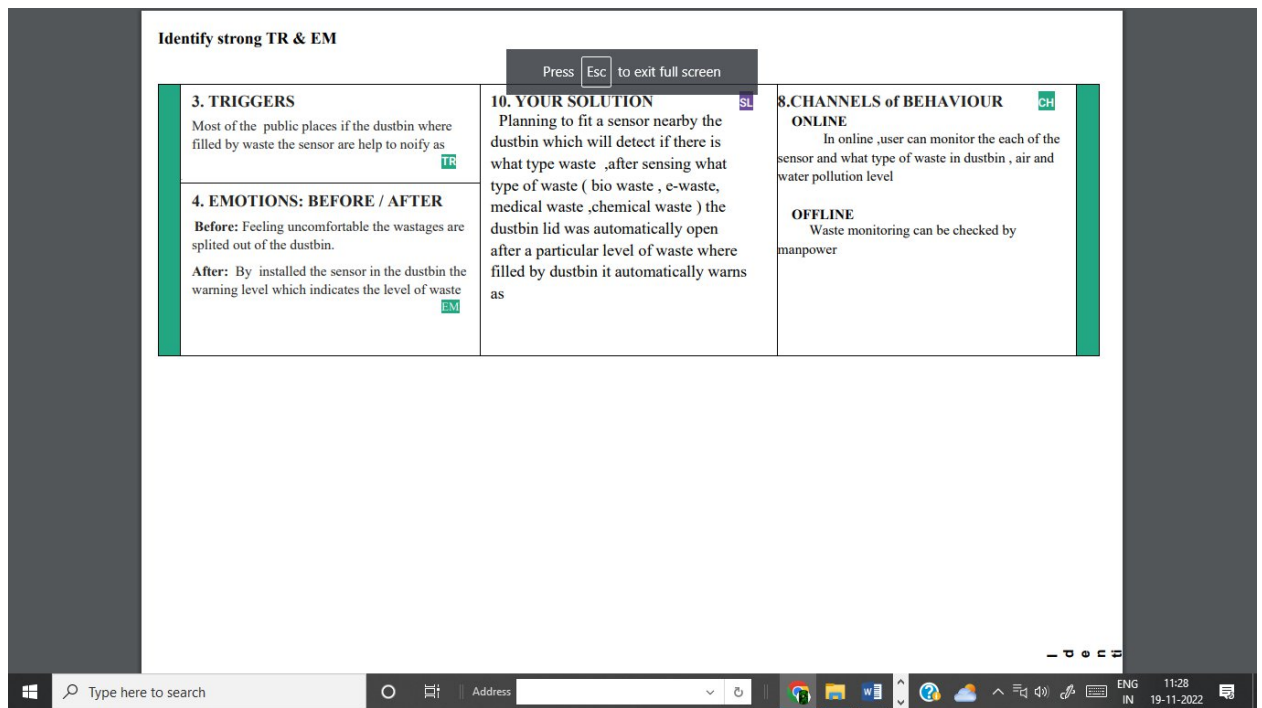 Identify strong TR & EM
Press Esc to exit full screen
3. TRIGGERS
Most of the public places if the dustbin where
filled by waste the sensor are help to noify as
TR
4. EMOTIONS: BEFORE / AFTER
Before: Feeling uncomfortable the wastages are
splited out of the dustbin.
After: By installed the sensor in the dustbin the
warning level which indicates the level of waste
EM
10. YOUR SOLUTION
SL
Planning to fit a sensor nearby the
dustbin which will detect if there is
what type waste ,after sensing what
type of waste ( bio waste , e-waste,
medical waste ,chemical waste ) the
dustbin lid was automatically open
after a particular level of waste where
filled by dustbin it automatically warns
as
8.CHANNELS of BEHAVIOUR
CH
ONLINE
In online ,user can monitor the each of the
sensor and what type of waste in dustbin , air and
water pollution level
OFFLINE
Waste monitoring can be checked by
manpower
Identi
Type here to search
Address
ENG
IN
11:28
19-11-2022